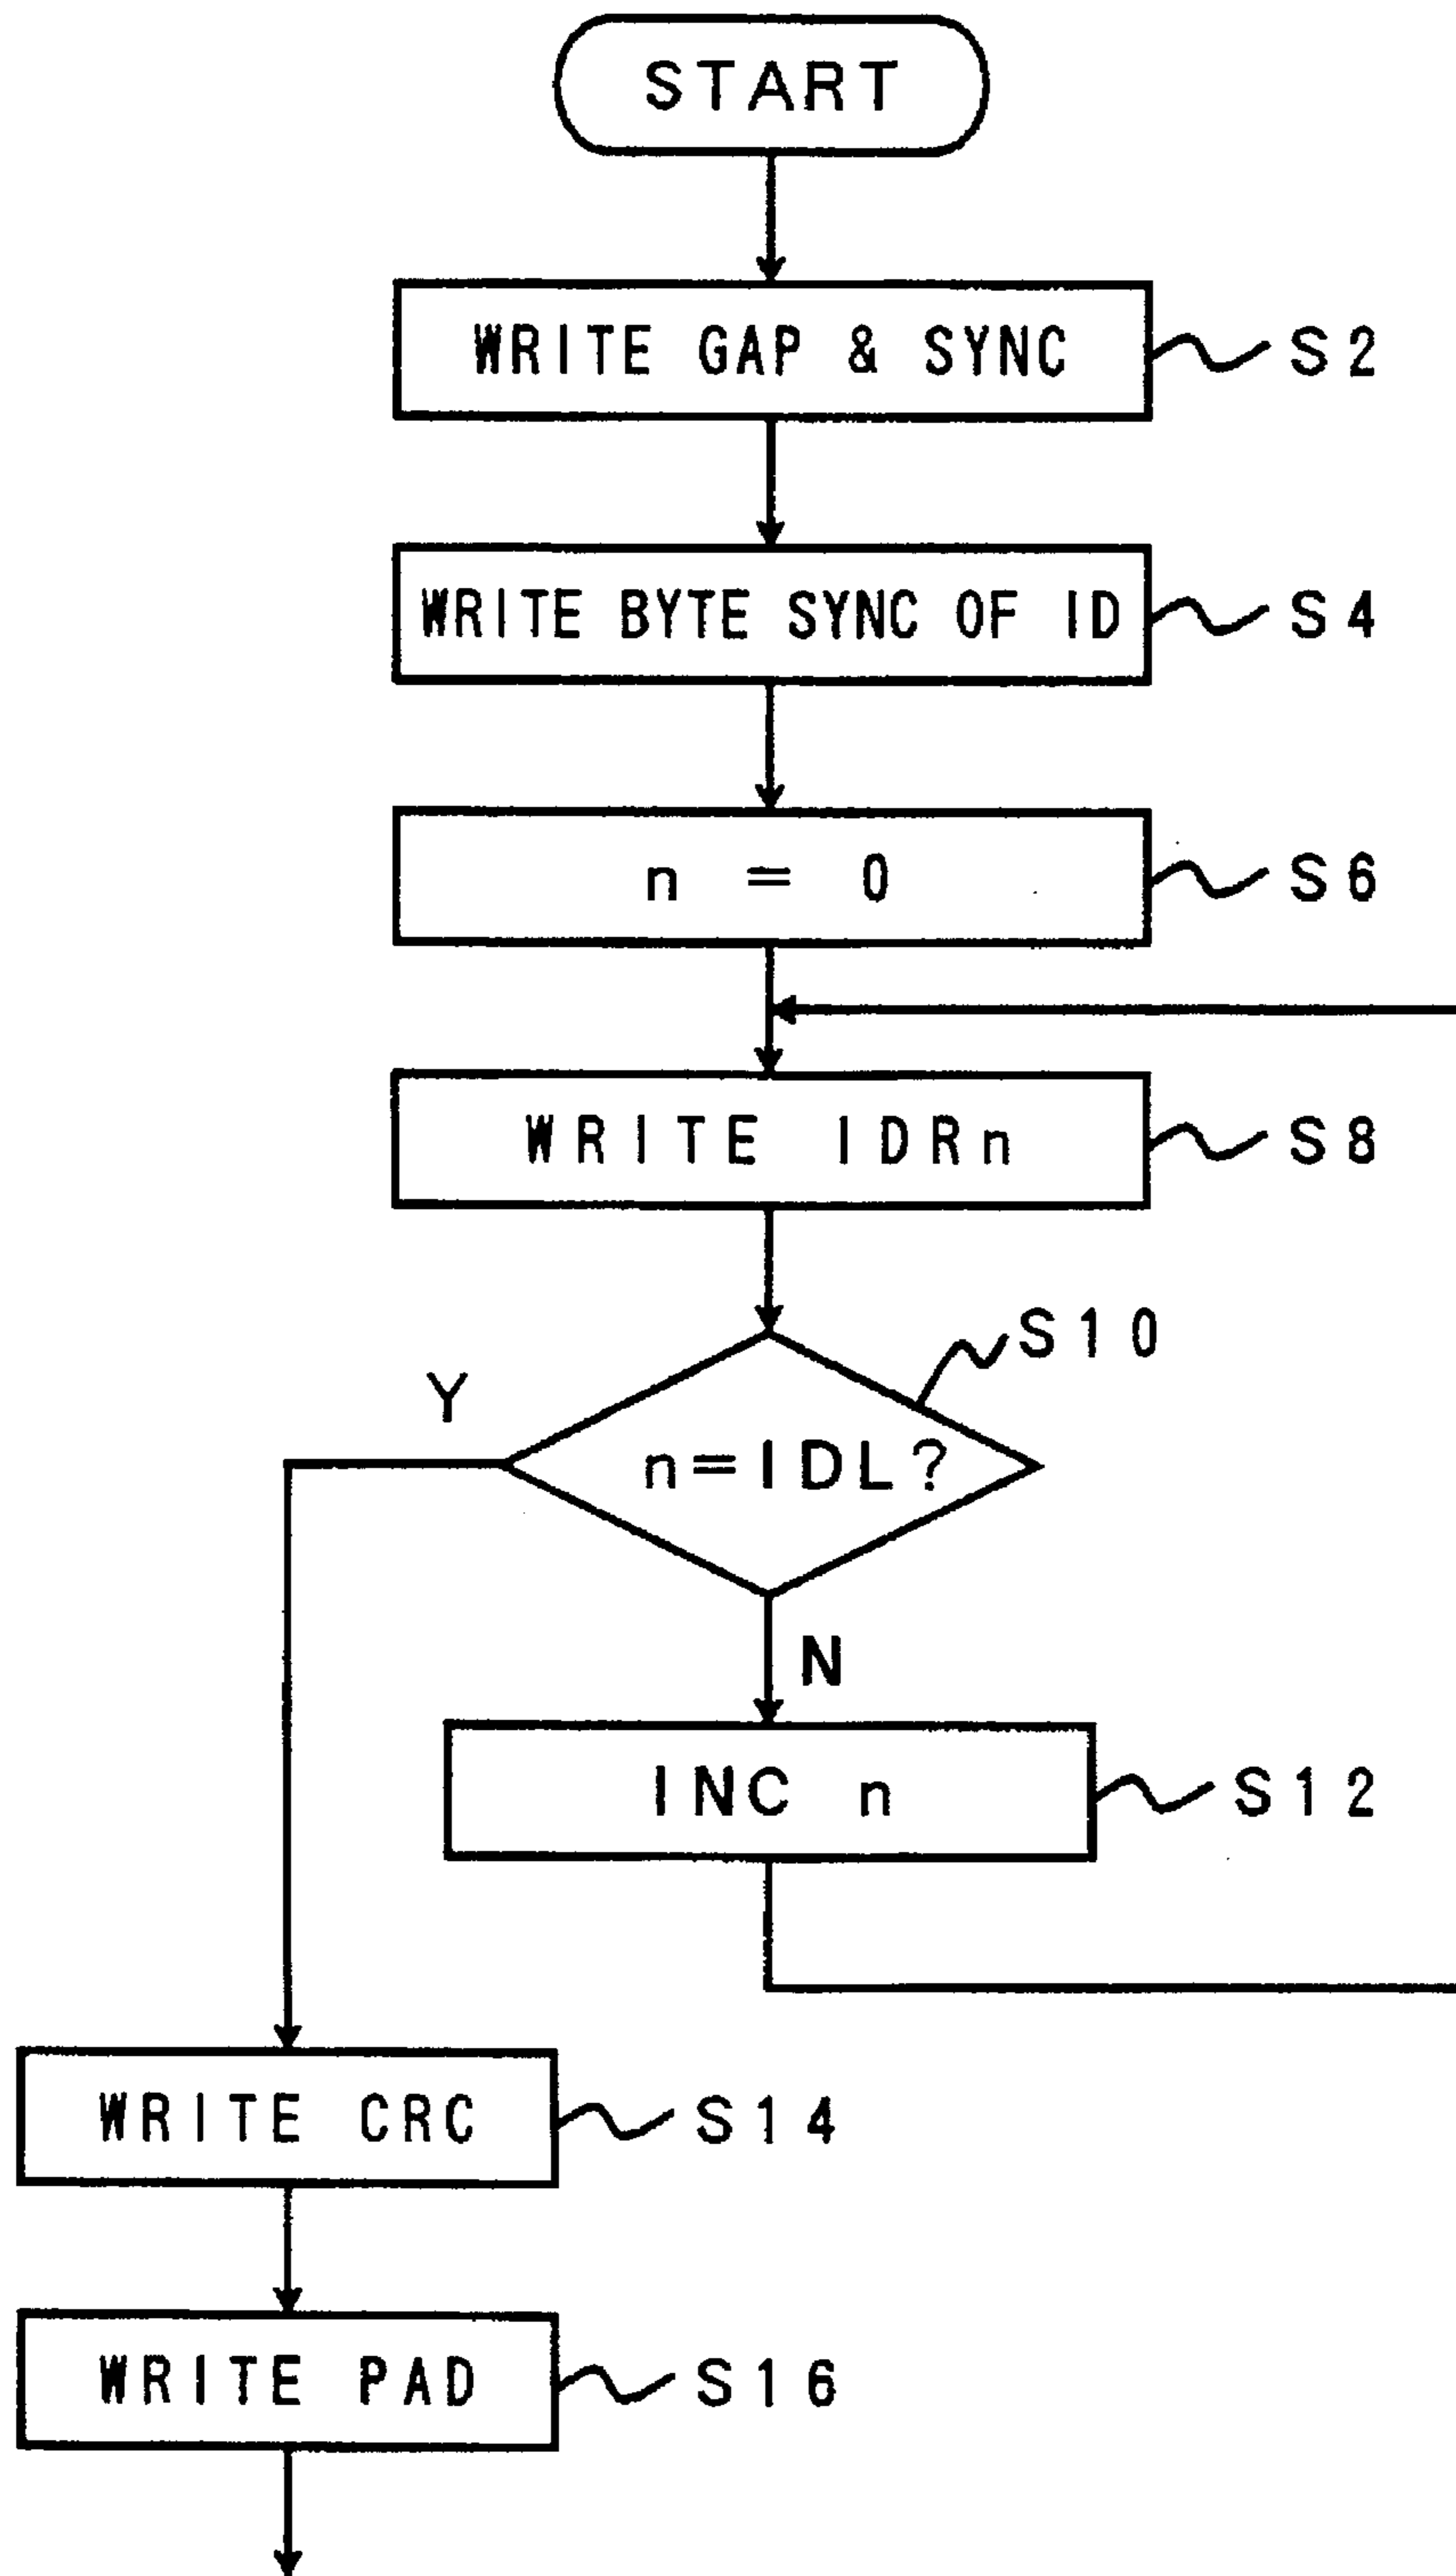 START
WRITE GAP & SYNC S2
WRITE BYTE SYNC OF ID S4
n = 0 S6
WRITE IDRn S8
S10
Y
n=IDL?
N
INC n S12
WRITE CRC S14
WRITE PAD S16